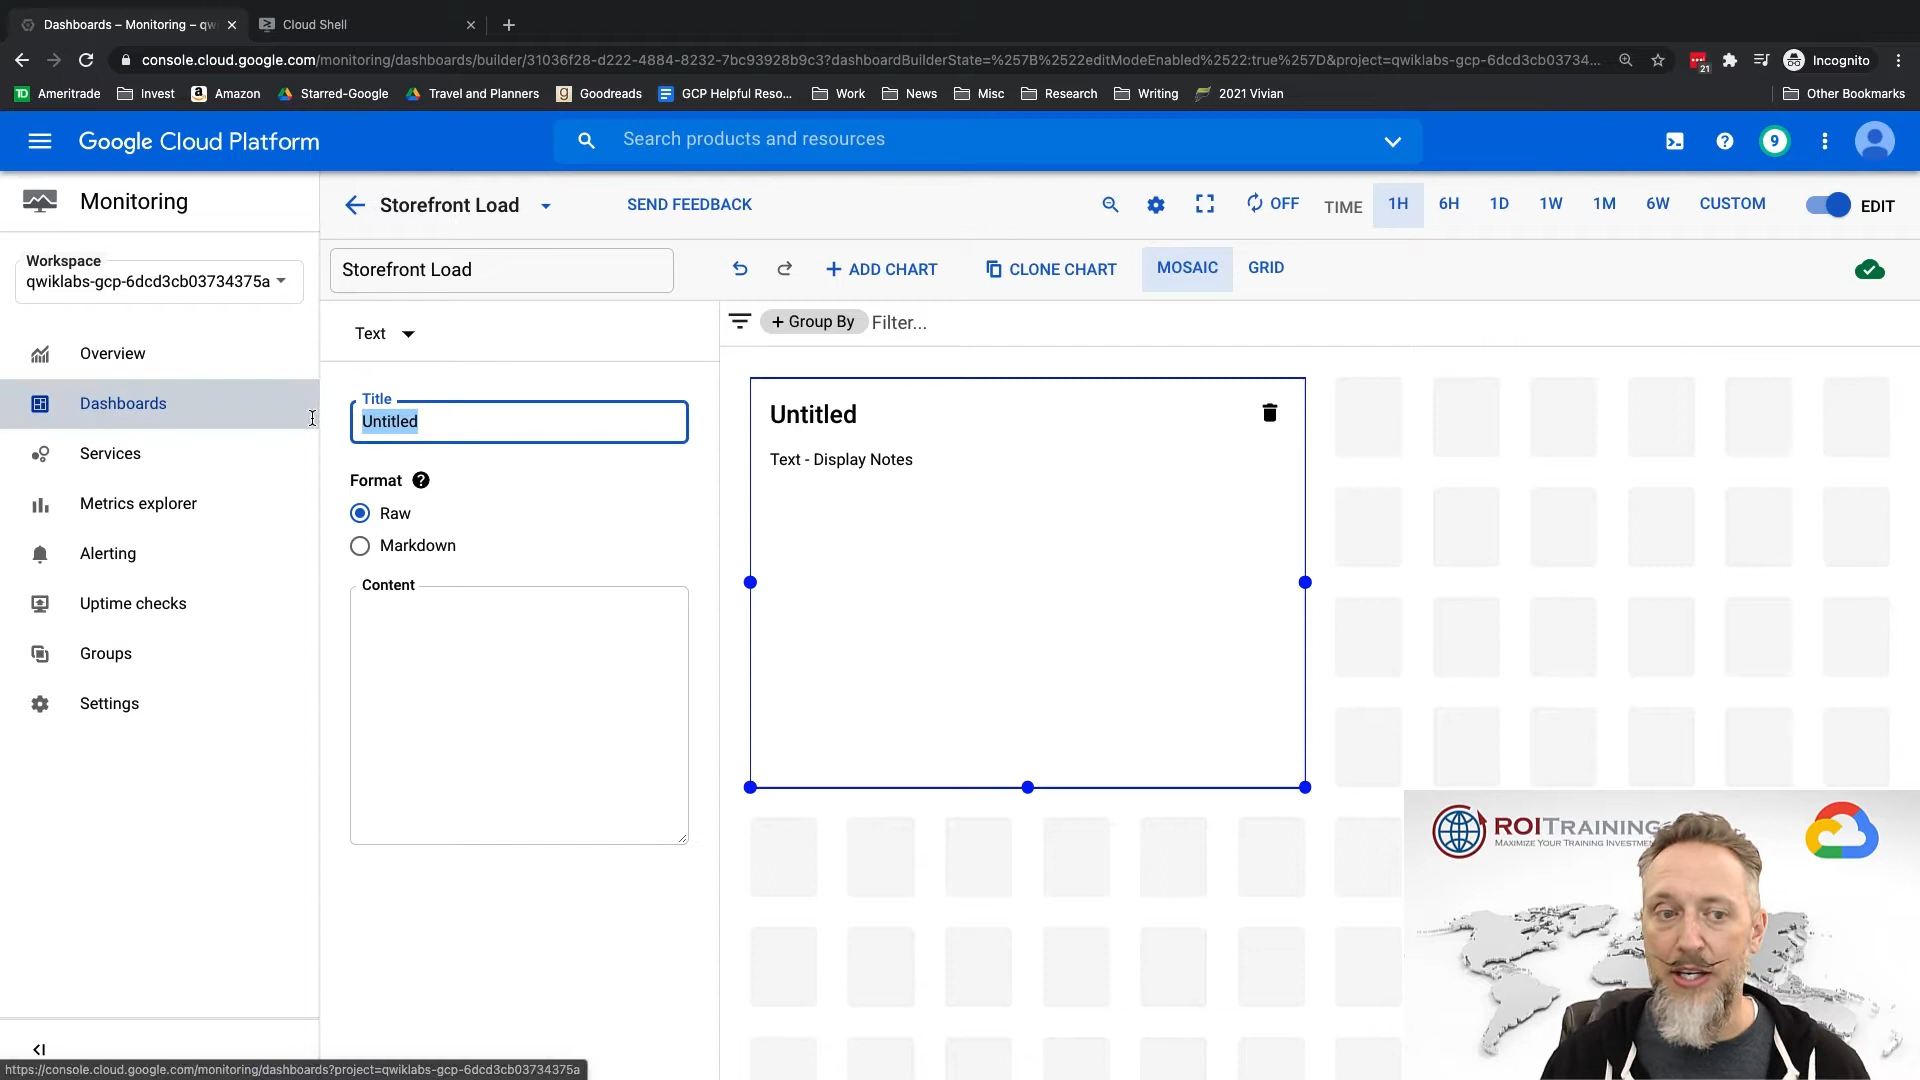 Dashboards – Monitoring – qw
Cloud Shell
console.cloud.google.com/monitoring/dashboards/builder/31036f28-d222-4884-8232-7bc93928b9c3?dashboardBuilderState=%257B%2522editModeEnabled%2522:true%257D&project=qwiklabs-gcp-6dcd3cb03734...
21
Incognito
Ameritrade
Invest
Amazon
Starred-Google
Travel and Planners
Goodreads
GCP Helpful Reso...
Work
News
Misc
Research
Writing
2021 Vivian
Other Bookmarks
Google Cloud Platform
Search products and resources
9
Monitoring
Storefront Load
SEND FEEDBACK
OFF
TIME
1H
6H
1D
1W
1M
6W
CUSTOM
EDIT
Workspace
qwiklabs-gcp-6dcd3cb03734375a
Storefront Load
ADD CHART
CLONE CHART
MOSAIC
GRID
Overview
Dashboards
Services
Metrics explorer
Alerting
Uptime checks
Groups
Settings
Text
+ Group By
Filter...
Title
Untitled
Format
Raw
Markdown
Content
Untitled
Text - Display Notes
ROITRAINING
MAXIMIZE YOUR TRAINING INVESTMENT
https://console.cloud.google.com/monitoring/dashboards?project=qwiklabs-gcp-6dcd3cb03734375a